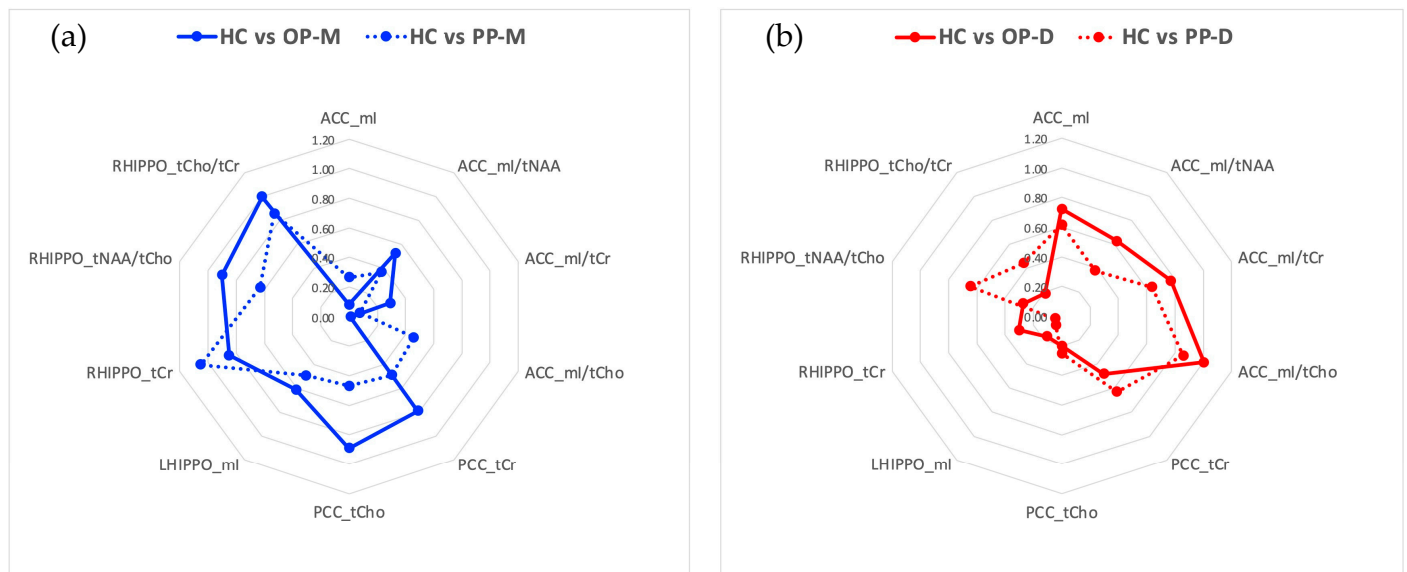 (a)
HC vs OP-M
HC vs PP-M
ACC_mI
1.20
1.00
0.80
0.60
0.40
0.20
0.00
ACC_mI/tNAA
ACC_mI/tCr
ACC_mI/tCho
PCC_tCr
PCC_tCho
LHIPPO_mI
RHIPPO_tCr
RHIPPO_tNAA/tCho
RHIPPO_tCho/tCr
(b)
HC vs OP-D
HC vs PP-D
ACC_mI
1.20
1.00
0.80
0.60
0.40
0.20
0.00
ACC_mI/tNAA
ACC_mI/tCr
ACC_mI/tCho
PCC_tCr
PCC_tCho
LHIPPO_mI
RHIPPO_tCr
RHIPPO_tNAA/tCho
RHIPPO_tCho/tCr